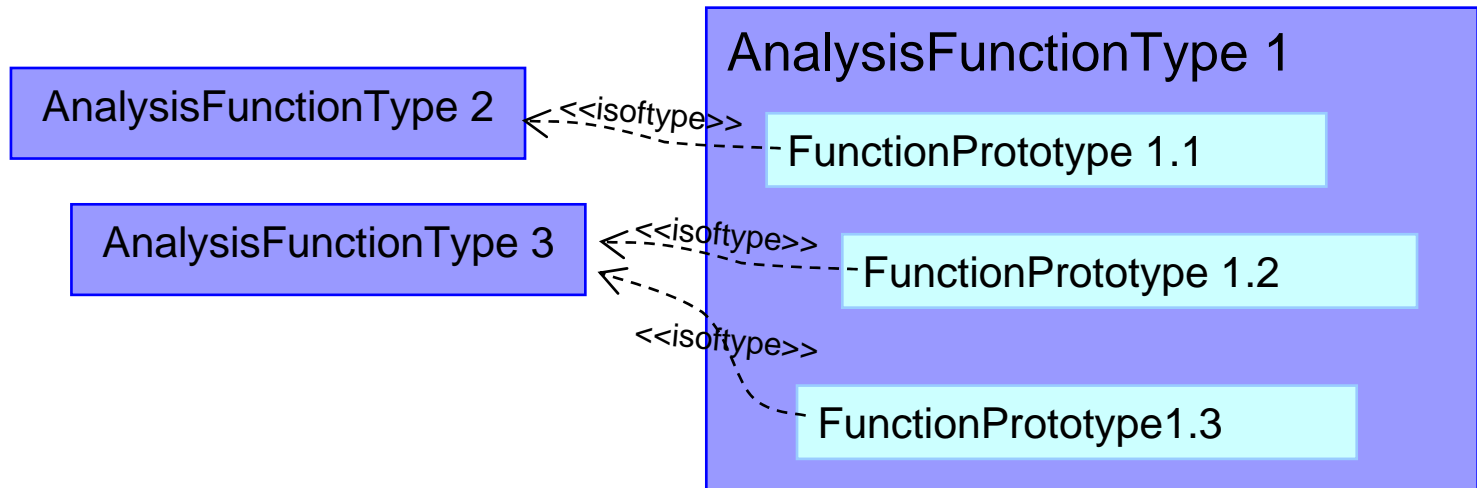 AnalysisFunctionType 1
AnalysisFunctionType 2
<<isoftype>>
FunctionPrototype 1.1
AnalysisFunctionType 3
<<isoftype>>
FunctionPrototype 1.2
<<isoftype>>
FunctionPrototype1.3